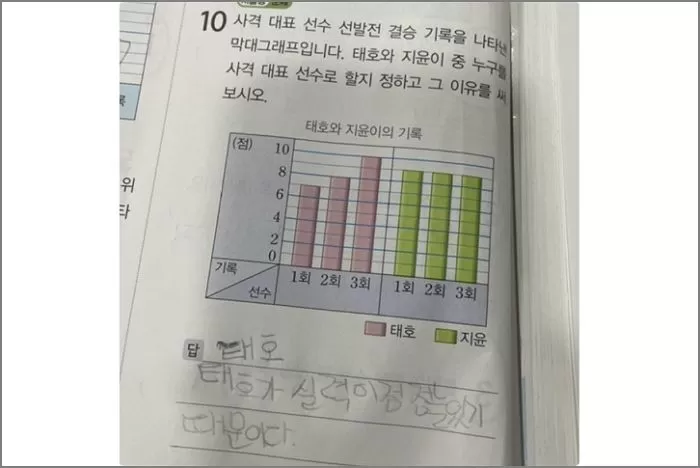 10 사격 대표 선수 선발전 결승 기록을 나타낸
막대그래프입니다. 태호와 지윤이 중 누구를
사격 대표 선수로 할지 정하고 그 이유를 써
보시오.
태호와 지윤이의 기록
(점)
10
8
6
4
2
0
기록
선수
1회 2회 3회 1회 2회 3회
태호 지윤
답 태호
태호가 실력이 점점
때문이다.
위
타
록